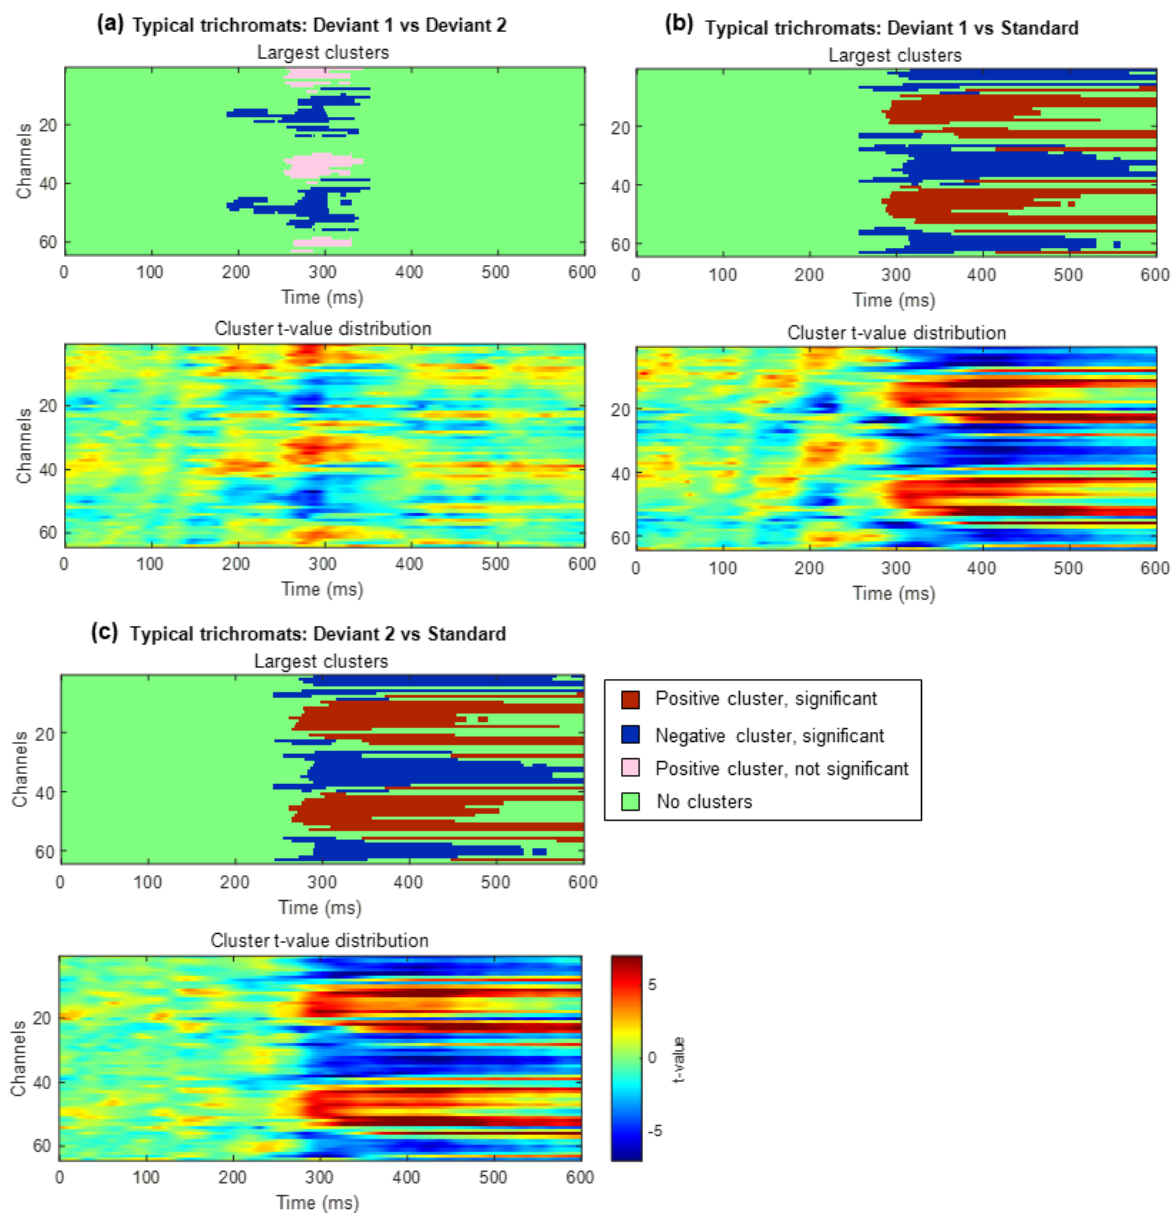 (a) Typical trichromats: Deviant 1 vs Deviant 2
Largest clusters
Channels
20
40
60
0 100 200 300 400 500 600
Time (ms)
Cluster t-value distribution
Channels
20
40
60
0 100 200 300 400 500 600
Time (ms)
(b) Typical trichromats: Deviant 1 vs Standard
Largest clusters
Channels
20
40
60
0 100 200 300 400 500 600
Time (ms)
Cluster t-value distribution
Channels
20
40
60
0 100 200 300 400 500 600
Time (ms)
(c) Typical trichromats: Deviant 2 vs Standard
Largest clusters
Channels
20
40
60
0 100 200 300 400 500 600
Time (ms)
Positive cluster, significant
Negative cluster, significant
Positive cluster, not significant
No clusters
Cluster t-value distribution
Channels
20
40
60
0 100 200 300 400 500 600
Time (ms)
5
0
-5
t-value